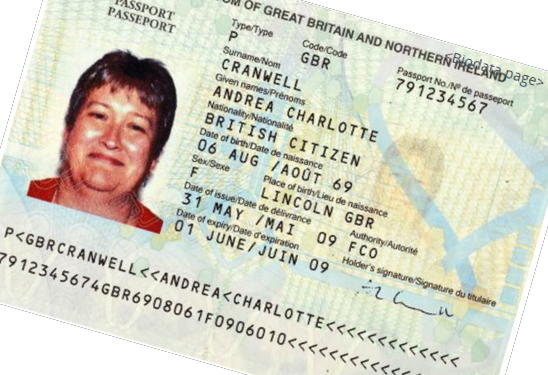 PASSPORT
PASSEPORT
OM OF GREAT BRITAIN AND NORTHERN IRELAND
<Biodata page>
Type/Type
P
Code/Code
GBR
Passport No./Nº de passeport
791234567
Surname/Nom
CRANWELL
Given names/Prénoms
ANDREA CHARLOTTE
Nationality/Nationalité
BRITISH CITIZEN
Date of birth/Date de naissance
06 AUG /AOÛT 69
Sex/Sexe
F
Place of birth/Lieu de naissance
LINCOLN GBR
Date of issue/Date de délivrance
31 MAY /MAI 09
Authority/Autorité
FCO
Date of expiry/Date d'expiration
01 JUNE/JUIN 09
Holder's signature/Signature du titulaire
P<GBRCRANWELL<<ANDREA<CHARLOTTE<<<<<<<<<<<<<
7912345674GBR6908061F0906010<<<<<<<<<<<<<<